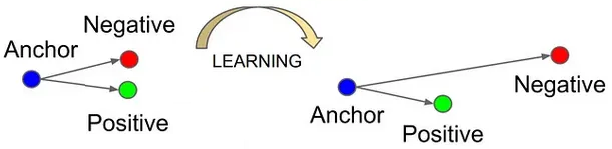 Negative
Anchor
Positive
LEARNING
Negative
Anchor
Positive